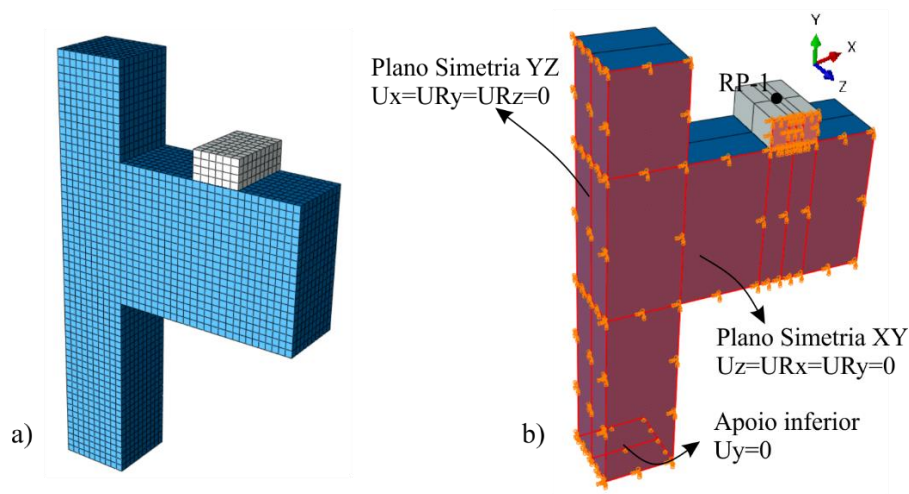 a)
Plano Simetria YZ
Ux=URy=URz=0
RP-1
Y
X
Z
Plano Simetria XY
Uz=URx=URy=0
Apoio inferior
Uy=0
b)